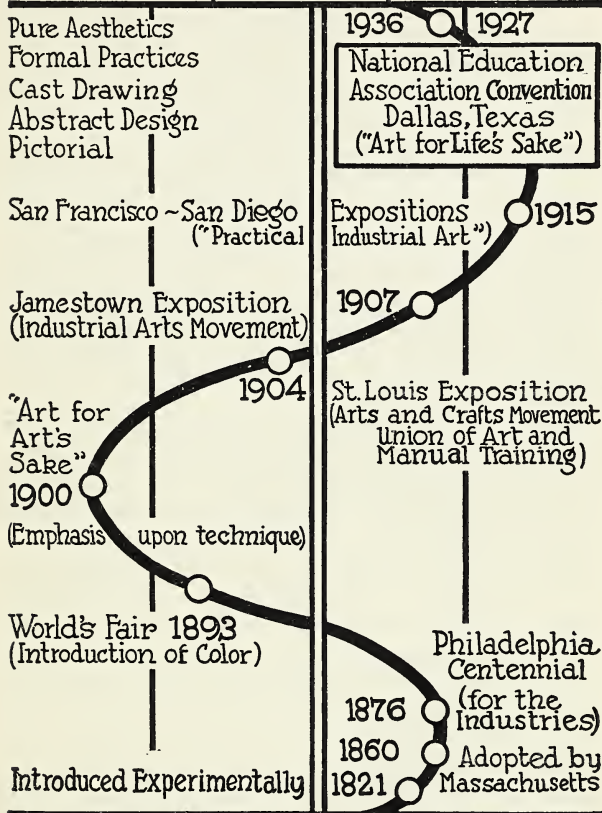 Pure Aesthetics
Formal Practices
Cast Drawing
Abstract Design
Pictorial
1936 1927
National Education
Association Convention
Dallas, Texas
("Art for Life's Sake")
San Francisco ~ San Diego Expositions
("Practical Industrial Art")
1915
1907
Jamestown Exposition
(Industrial Arts Movement)
1904
St. Louis Exposition
(Arts and Crafts Movement
Union of Art and
Manual Training)
"Art for
Art's
Sake"
1900
(Emphasis upon technique)
World's Fair 1893
(Introduction of Color)
Philadelphia
Centennial
(for the
Industries)
1876
1860
Adopted by
Massachusetts
Introduced Experimentally
1821